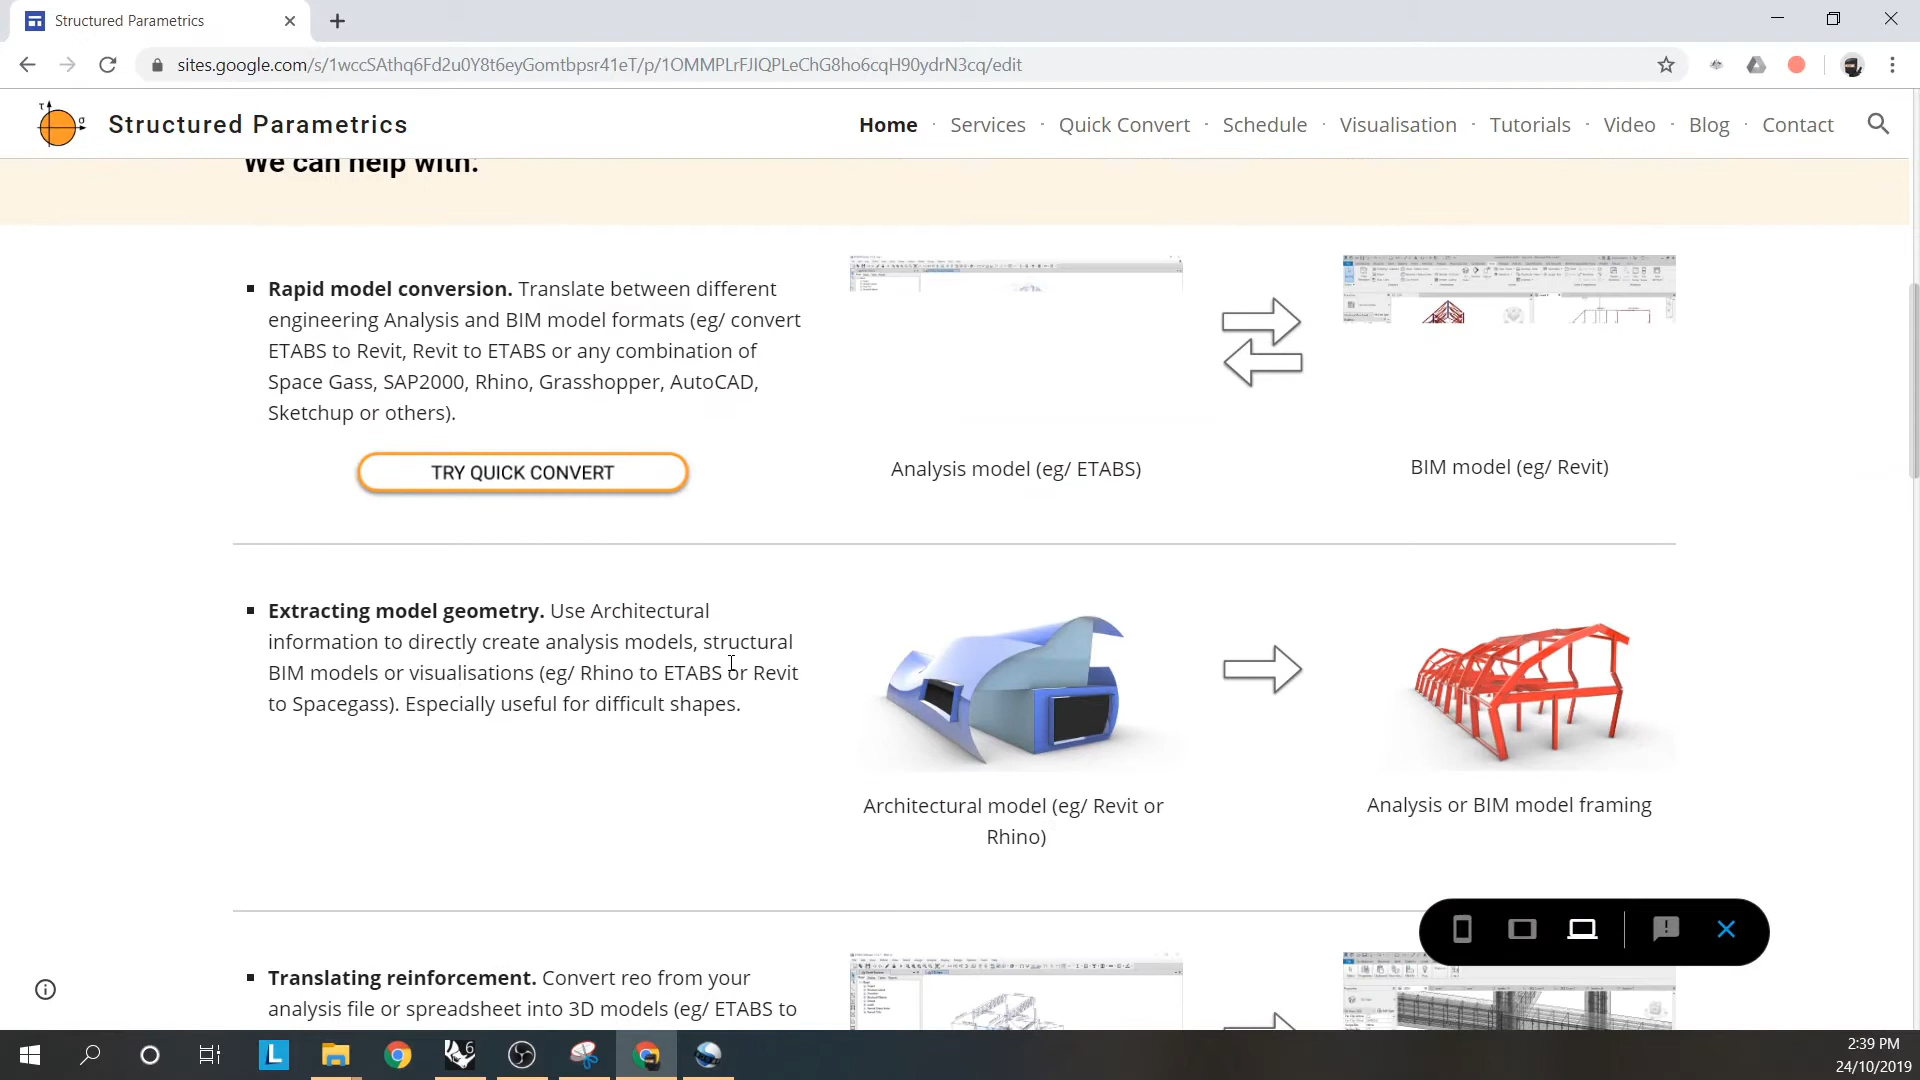 Structured Parametrics
sites.google.com/s/1wccSAthq6Fd2u0Y8t6eyGomtbpsr41eT/p/1OMMPLrFJIQPLeChG8ho6cqH90ydrN3cq/edit
τ
σ
Structured Parametrics
Home · Services · Quick Convert · Schedule · Visualisation · Tutorials · Video · Blog · Contact
We can help with:
▪ Rapid model conversion. Translate between different
engineering Analysis and BIM model formats (eg/ convert
ETABS to Revit, Revit to ETABS or any combination of
Space Gass, SAP2000, Rhino, Grasshopper, AutoCAD,
Sketchup or others).
TRY QUICK CONVERT
Analysis model (eg/ ETABS)
BIM model (eg/ Revit)
▪ Extracting model geometry. Use Architectural
information to directly create analysis models, structural
BIM models or visualisations (eg/ Rhino to ETABS or Revit
to Spacegass). Especially useful for difficult shapes.
Architectural model (eg/ Revit or
Rhino)
Analysis or BIM model framing
▪ Translating reinforcement. Convert reo from your
analysis file or spreadsheet into 3D models (eg/ ETABS to
L
6
2:39 PM
24/10/2019